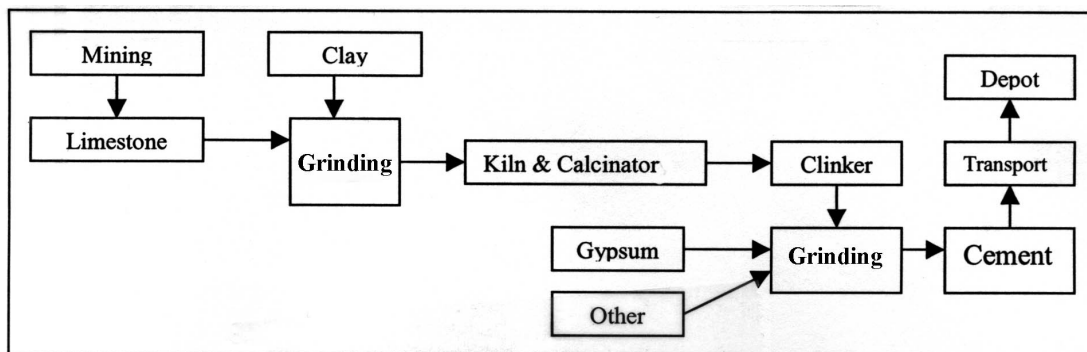 Mining
Clay
Depot
Limestone
Grinding
Kiln & Calcinator
Clinker
Transport
Gypsum
Grinding
Cement
Other